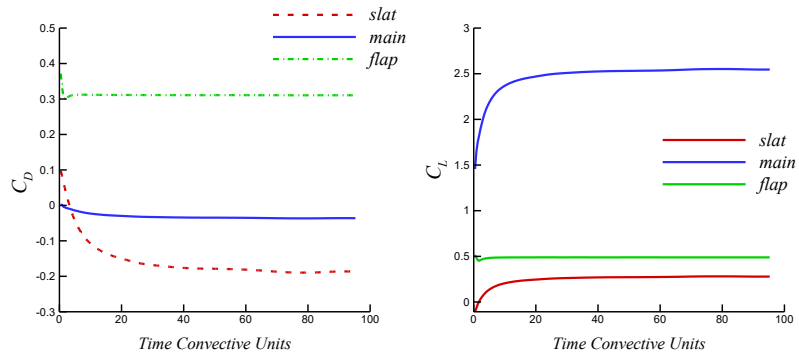 slat
main
flap
0.5
0.4
0.3
0.2
0.1
0
-0.1
-0.2
-0.3
C_D
0 20 40 60 80 100
Time Convective Units
3
2.5
2
1.5
1
0.5
0
C_L
slat
main
flap
0 20 40 60 80 100
Time Convective Units